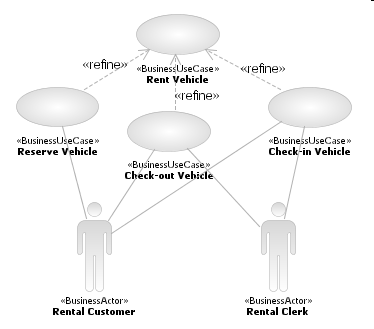 «refine»
«BusinessUseCase»
Rent Vehicle
«refine»
«refine»
«BusinessUseCase»
Reserve Vehicle
«BusinessUseCase»
Check-out Vehicle
«BusinessUseCase»
Check-in Vehicle
«BusinessActor»
Rental Customer
«BusinessActor»
Rental Clerk